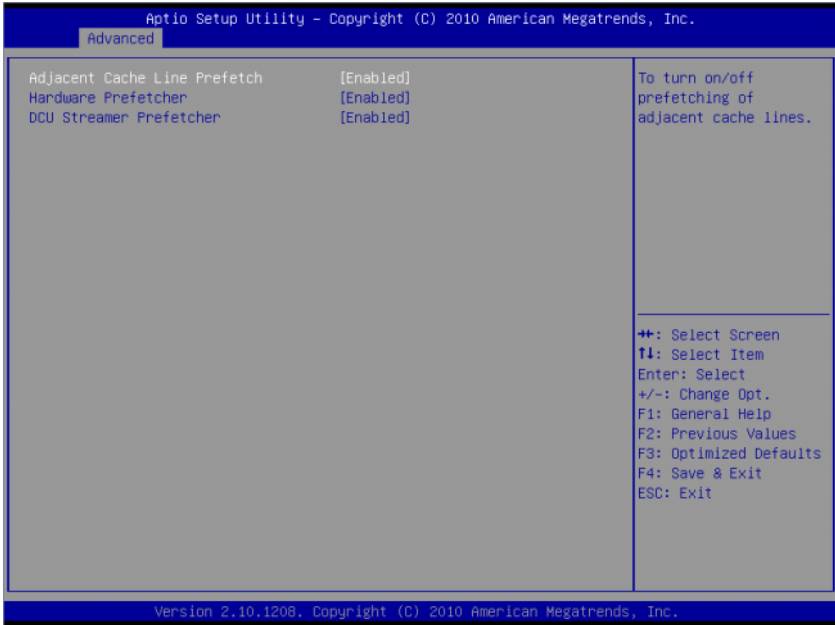 Aptio Setup Utility – Copyright (C) 2010 American Megatrends, Inc.
Advanced
Adjacent Cache Line Prefetch [Enabled]
Hardware Prefetcher [Enabled]
DCU Streamer Prefetcher [Enabled]
To turn on/off
prefetching of
adjacent cache lines.
→←: Select Screen
↑↓: Select Item
Enter: Select
+/-: Change Opt.
F1: General Help
F2: Previous Values
F3: Optimized Defaults
F4: Save & Exit
ESC: Exit
Version 2.10.1208. Copyright (C) 2010 American Megatrends, Inc.